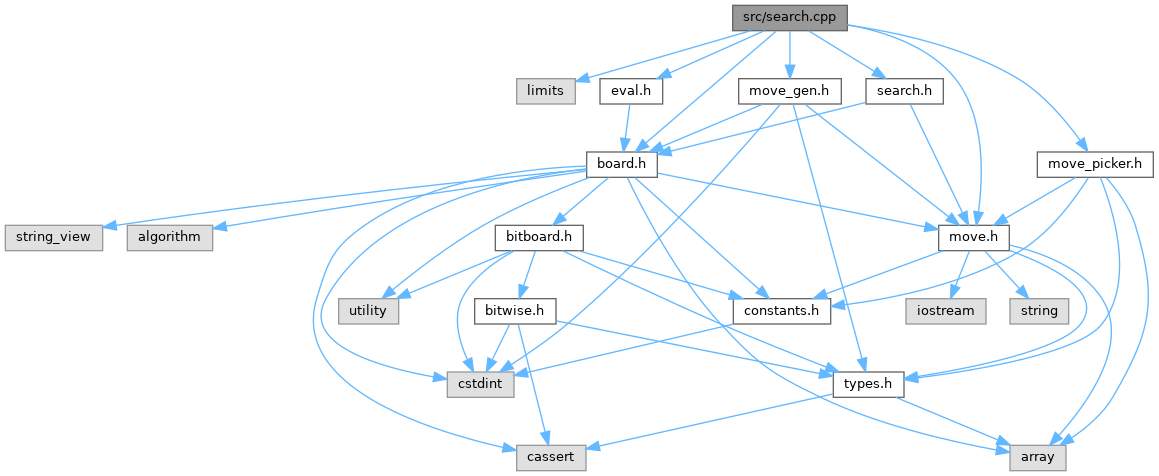 src/search.cpp
limits
eval.h
move_gen.h
search.h
board.h
move_picker.h
string_view
algorithm
bitboard.h
move.h
utility
bitwise.h
constants.h
iostream
string
cstdint
types.h
cassert
array